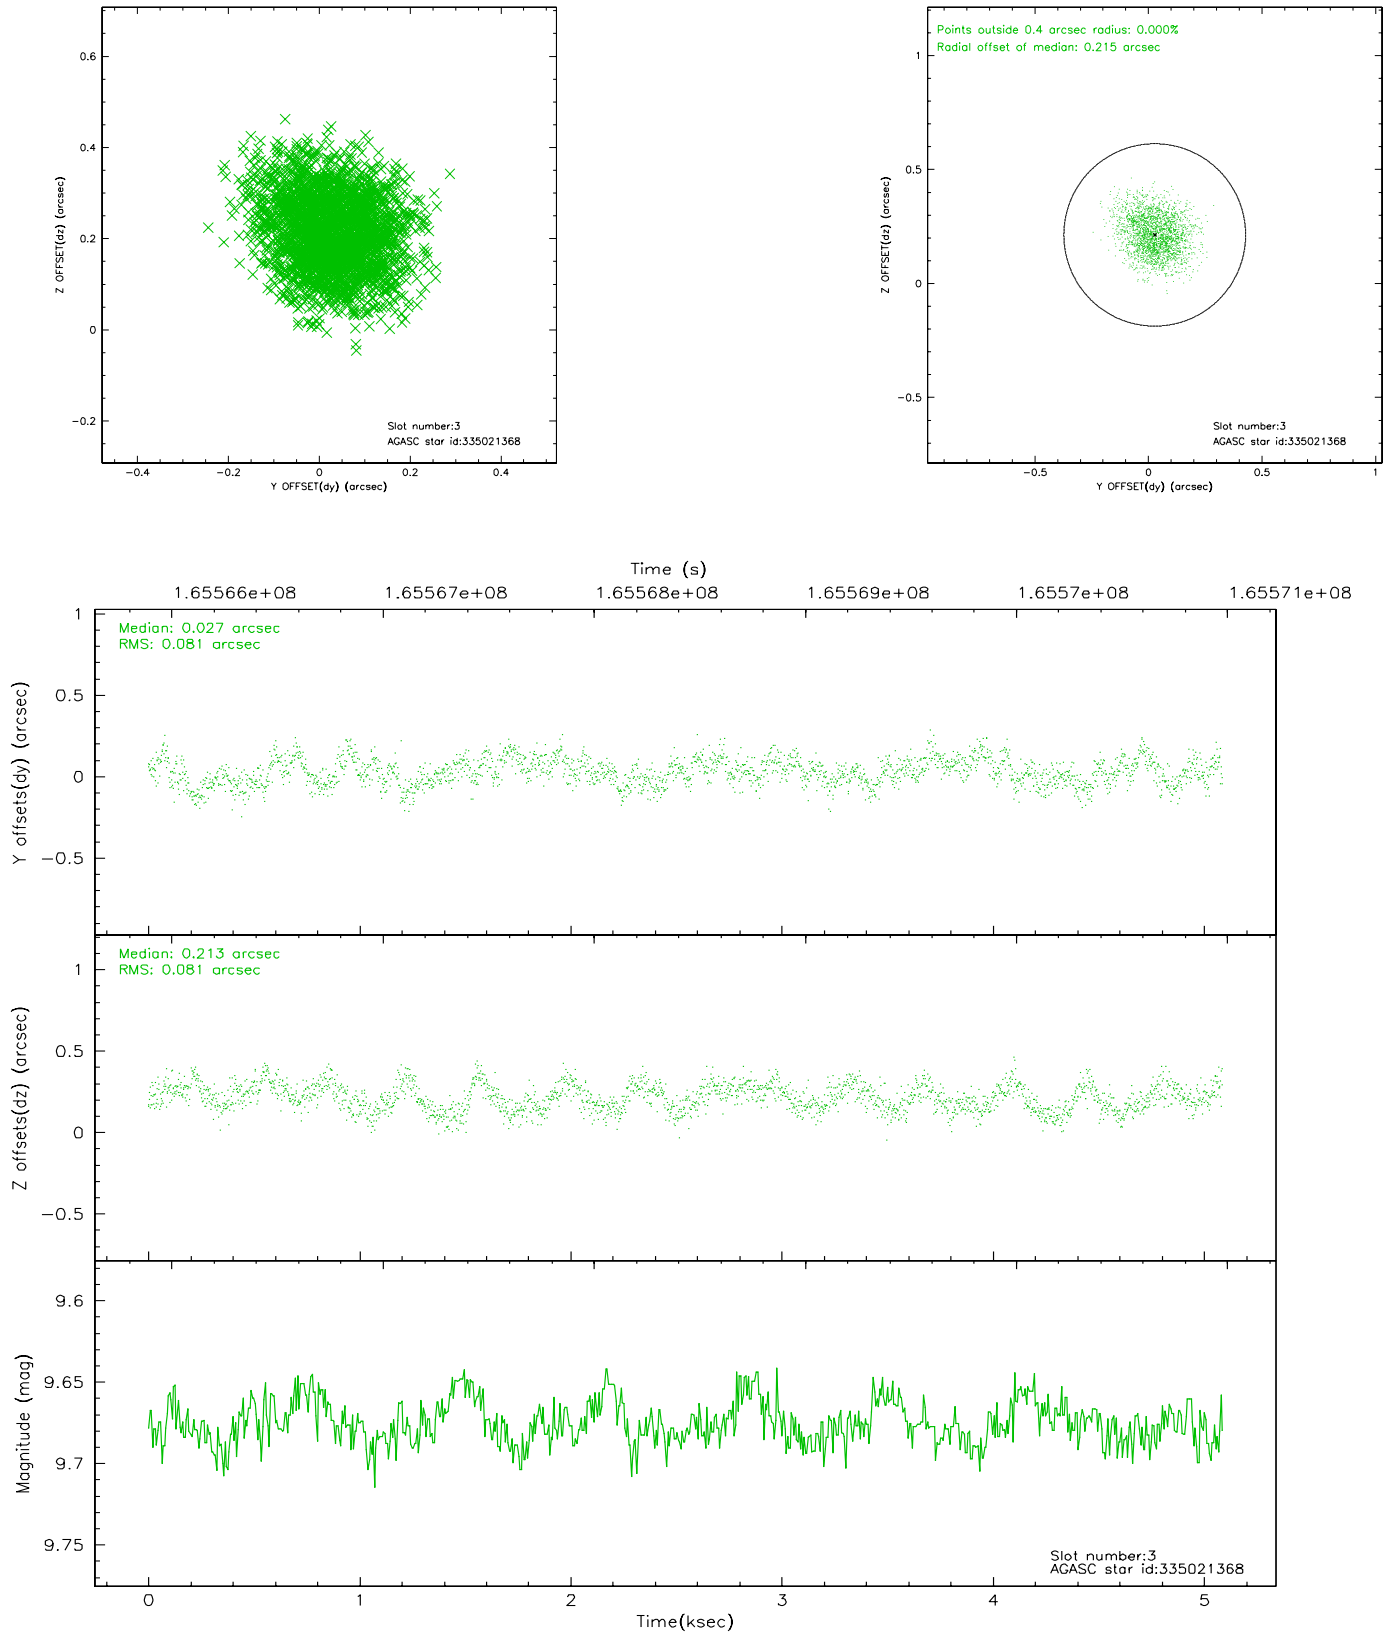 0.6
0.4
0.2
0
−0.2
Z OFFSET(dz) (arcsec)
Slot number:3
AGASC star id:335021368
−0.4 −0.2 0 0.2 0.4
Y OFFSET(dy) (arcsec)
Points outside 0.4 arcsec radius: 0.000%
Radial offset of median: 0.215 arcsec
1
0.5
0
−0.5
Z OFFSET(dz) (arcsec)
Slot number:3
AGASC star id:335021368
−0.5 0 0.5 1
Y OFFSET(dy) (arcsec)
Time (s)
1.65566e+08 1.65567e+08 1.65568e+08 1.65569e+08 1.6557e+08 1.65571e+08
Median: 0.027 arcsec
RMS: 0.081 arcsec
1
0.5
0
−0.5
Y offsets(dy) (arcsec)
Median: 0.213 arcsec
RMS: 0.081 arcsec
1
0.5
0
−0.5
Z offsets(dz) (arcsec)
9.6
9.65
9.7
9.75
Magnitude (mag)
Slot number:3
AGASC star id:335021368
0 1 2 3 4 5
Time(ksec)